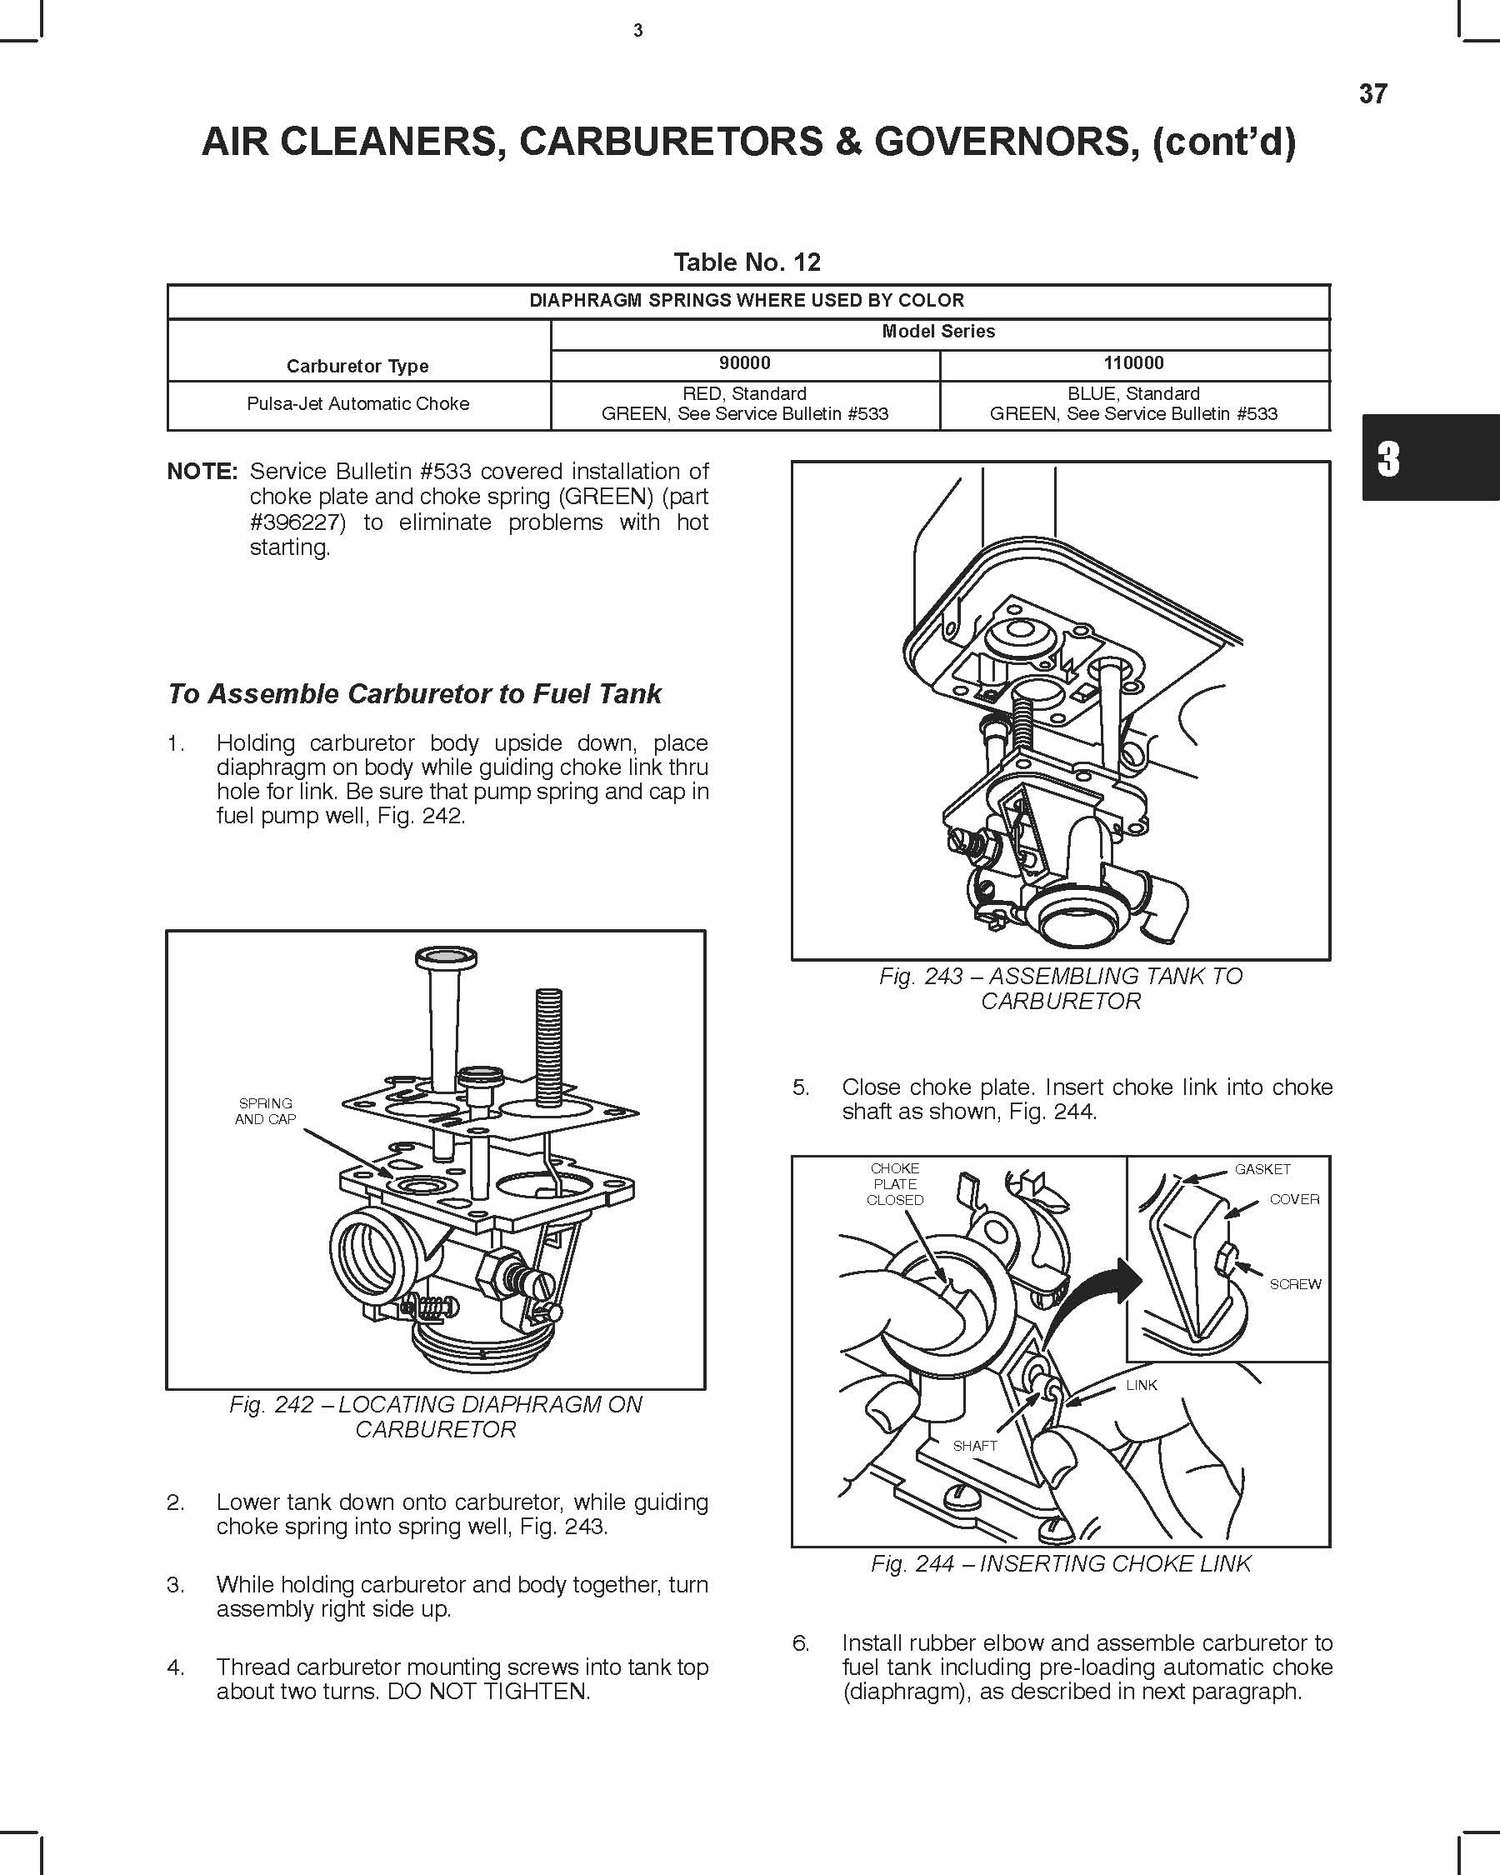 3
37
AIR CLEANERS, CARBURETORS & GOVERNORS, (cont’d)
Table No. 12
DIAPHRAGM SPRINGS WHERE USED BY COLOR
Model Series
Carburetor Type
90000
110000
Pulsa-Jet Automatic Choke
RED, Standard
GREEN, See Service Bulletin #533
BLUE, Standard
GREEN, See Service Bulletin #533
3
NOTE: Service Bulletin #533 covered installation of
choke plate and choke spring (GREEN) (part
#396227) to eliminate problems with hot
starting.
To Assemble Carburetor to Fuel Tank
1. Holding carburetor body upside down, place
diaphragm on body while guiding choke link thru
hole for link. Be sure that pump spring and cap in
fuel pump well, Fig. 242.
SPRING
AND CAP
Fig. 242 – LOCATING DIAPHRAGM ON
CARBURETOR
2. Lower tank down onto carburetor, while guiding
choke spring into spring well, Fig. 243.
3. While holding carburetor and body together, turn
assembly right side up.
4. Thread carburetor mounting screws into tank top
about two turns. DO NOT TIGHTEN.
Fig. 243 – ASSEMBLING TANK TO
CARBURETOR
5. Close choke plate. Insert choke link into choke
shaft as shown, Fig. 244.
CHOKE
PLATE
CLOSED
GASKET
COVER
SCREW
LINK
SHAFT
Fig. 244 – INSERTING CHOKE LINK
6. Install rubber elbow and assemble carburetor to
fuel tank including pre-loading automatic choke
(diaphragm), as described in next paragraph.